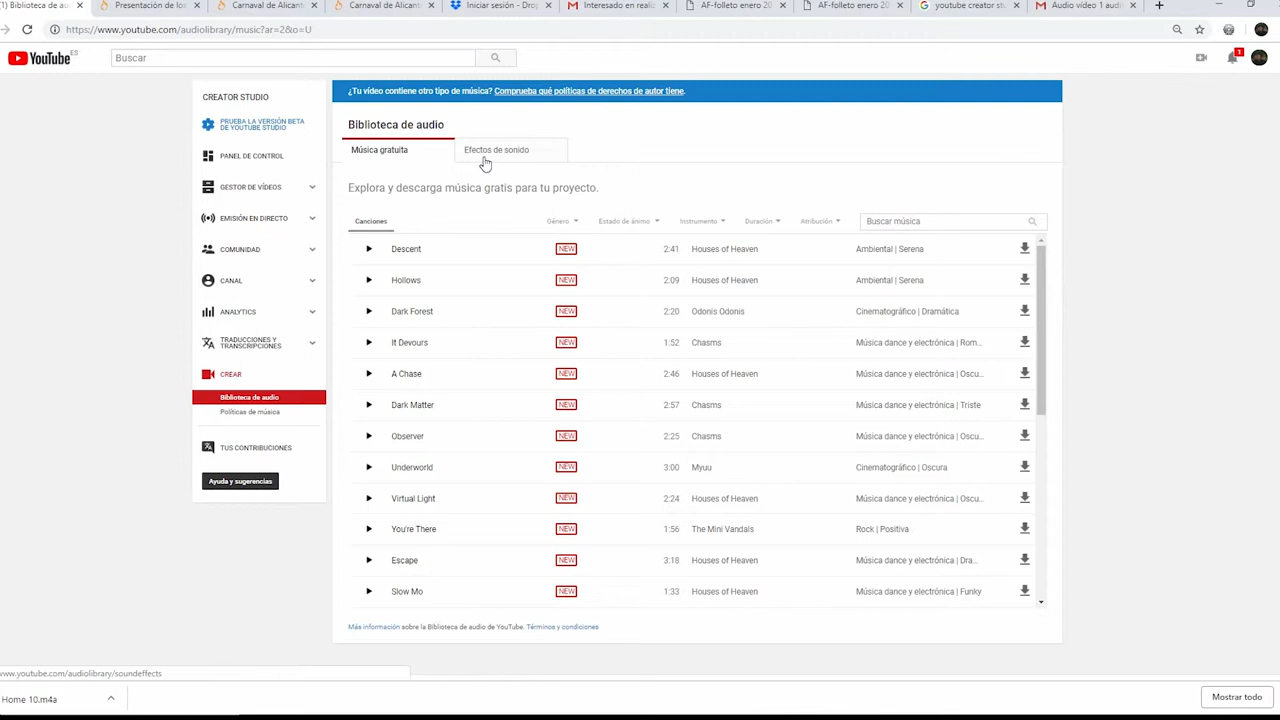 ) Biblioteca de au
Presentación de los
Carnaval de Alicant
Carnaval de Alicant
Iniciar sesión - Drop
Interesado en realiz
AF-folleto enero 20
AF-folleto enero 20
youtube creator stu
Audio vídeo 1 audi
https://www.youtube.com/audiolibrary/music?ar=2&o=U
YouTube ES
Buscar
1
CREATOR STUDIO
PRUEBA LA VERSIÓN BETA
DE YOUTUBE STUDIO
PANEL DE CONTROL
GESTOR DE VÍDEOS
EMISIÓN EN DIRECTO
COMUNIDAD
CANAL
ANALYTICS
TRADUCCIONES Y
TRANSCRIPCIONES
CREAR
Biblioteca de audio
Políticas de música
TUS CONTRIBUCIONES
Ayuda y sugerencias
¿Tu vídeo contiene otro tipo de música? Comprueba qué políticas de derechos de autor tiene.
Biblioteca de audio
Música gratuita Efectos de sonido
Explora y descarga música gratis para tu proyecto.
Canciones Género Estado de ánimo Instrumento Duración Atribución Buscar música
Descent NEW 2:41 Houses of Heaven Ambiental | Serena
Hollows NEW 2:09 Houses of Heaven Ambiental | Serena
Dark Forest NEW 2:20 Odonis Odonis Cinematográfico | Dramática
It Devours NEW 1:52 Chasms Música dance y electrónica | Rom...
A Chase NEW 2:46 Houses of Heaven Música dance y electrónica | Oscu...
Dark Matter NEW 2:57 Chasms Música dance y electrónica | Triste
Observer NEW 2:25 Chasms Música dance y electrónica | Oscu...
Underworld NEW 3:00 Myuu Cinematográfico | Oscura
Virtual Light NEW 2:24 Houses of Heaven Música dance y electrónica | Oscu...
You're There NEW 1:56 The Mini Vandals Rock | Positiva
Escape NEW 3:18 Houses of Heaven Música dance y electrónica | Dra...
Slow Mo NEW 1:33 Houses of Heaven Música dance y electrónica | Funky
Más información sobre la Biblioteca de audio de YouTube. Términos y condiciones
www.youtube.com/audiolibrary/soundeffects
Home 10.m4a
Mostrar todo